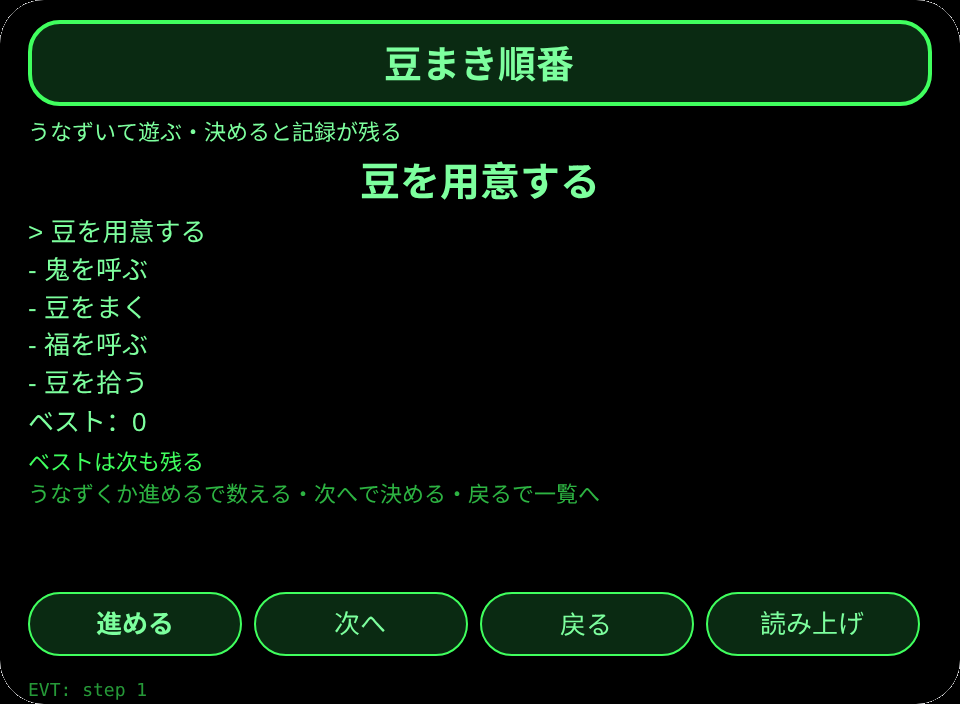 豆まき順番
うなずいて遊ぶ・決めると記録が残る
豆を用意する
> 豆を用意する
- 鬼を呼ぶ
- 豆をまく
- 福を呼ぶ
- 豆を拾う
ベスト: 0
ベストは次も残る
うなずくか進めるで数える・次へで決める・戻るで一覧へ
進める
次へ
戻る
読み上げ
EVT: step 1